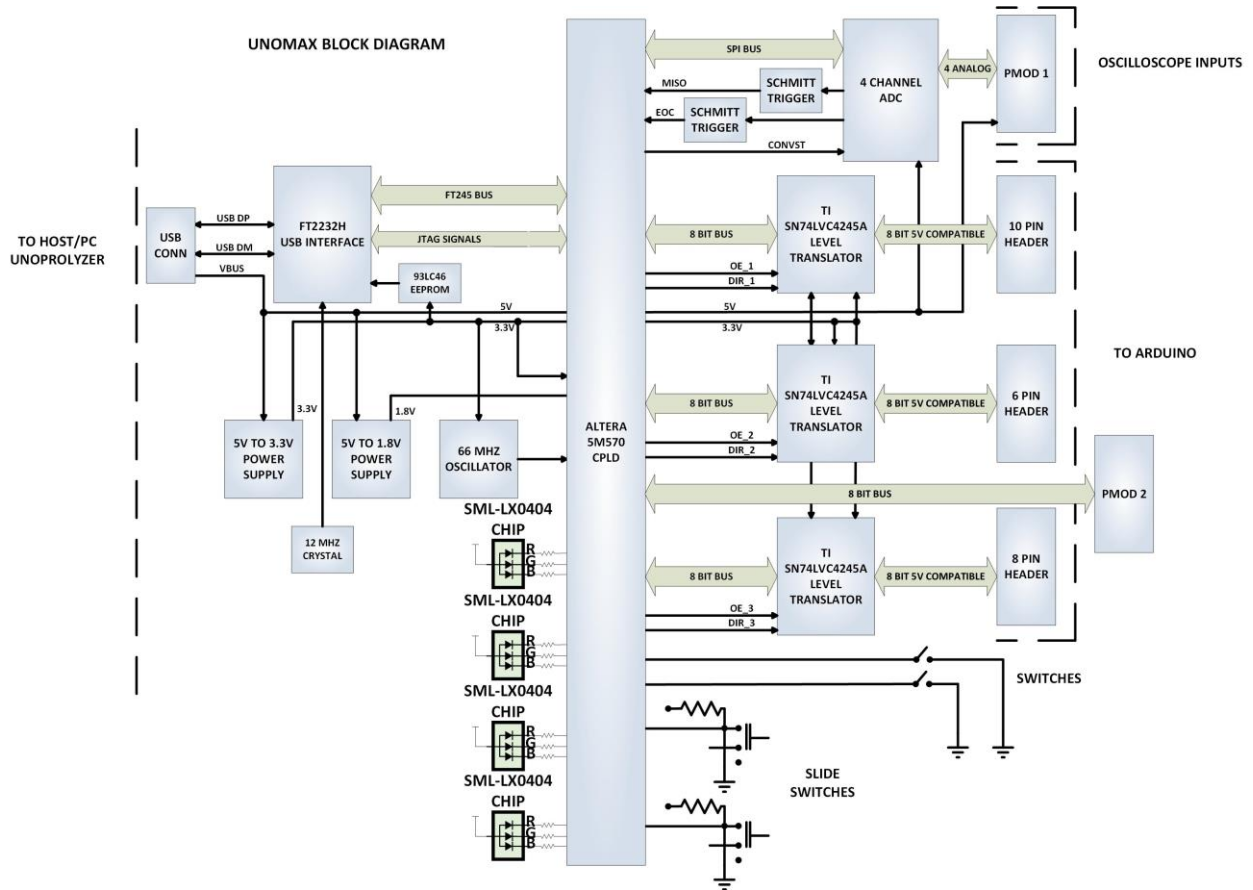 UNOMAX BLOCK DIAGRAM
SPI BUS
4 CHANNEL
ADC
4 ANALOG
PMOD 1
OSCILLOSCOPE INPUTS
MISO
SCHMITT
TRIGGER
EOC
SCHMITT
TRIGGER
CONVST
TO HOST/PC
UNOPROLYZER
USB
CONN
USB DP
USB DM
VBUS
FT2232H
USB INTERFACE
FT245 BUS
JTAG SIGNALS
93LC46
EEPROM
5V
3.3V
8 BIT BUS
TI
SN74LVC4245A
LEVEL
TRANSLATOR
8 BIT 5V COMPATIBLE
10 PIN
HEADER
OE_1
DIR_1
5V
3.3V
TO ARDUINO
3.3V
1.8V
5V TO 3.3V
POWER
SUPPLY
5V TO 1.8V
POWER
SUPPLY
66 MHZ
OSCILLATOR
12 MHZ
CRYSTAL
ALTERA
5M570
CPLD
8 BIT BUS
TI
SN74LVC4245A
LEVEL
TRANSLATOR
8 BIT 5V COMPATIBLE
6 PIN
HEADER
OE_2
DIR_2
8 BIT BUS
PMOD 2
8 BIT BUS
TI
SN74LVC4245A
LEVEL
TRANSLATOR
8 BIT 5V COMPATIBLE
8 PIN
HEADER
OE_3
DIR_3
SML-LX0404
CHIP
R
G
B
SML-LX0404
CHIP
R
G
B
SML-LX0404
CHIP
R
G
B
SML-LX0404
CHIP
R
G
B
SWITCHES
SLIDE
SWITCHES